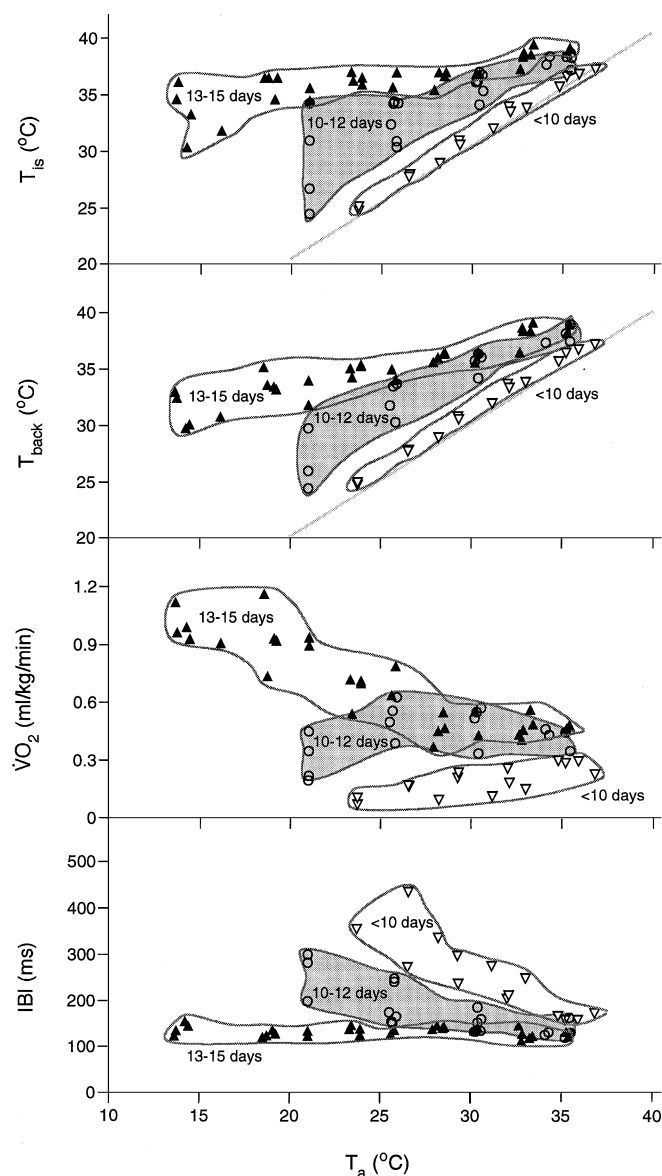 40
35
30
25
20
T_is (°C)
13-15 days
10-12 days
<10 days
40
35
30
25
20
T_back (°C)
13-15 days
10-12 days
<10 days
1.2
0.9
0.6
0.3
0
V̇O₂ (ml/kg/min)
13-15 days
10-12 days
<10 days
500
400
300
200
100
0
IBI (ms)
<10 days
10-12 days
13-15 days
10 15 20 25 30 35 40
T_a (°C)